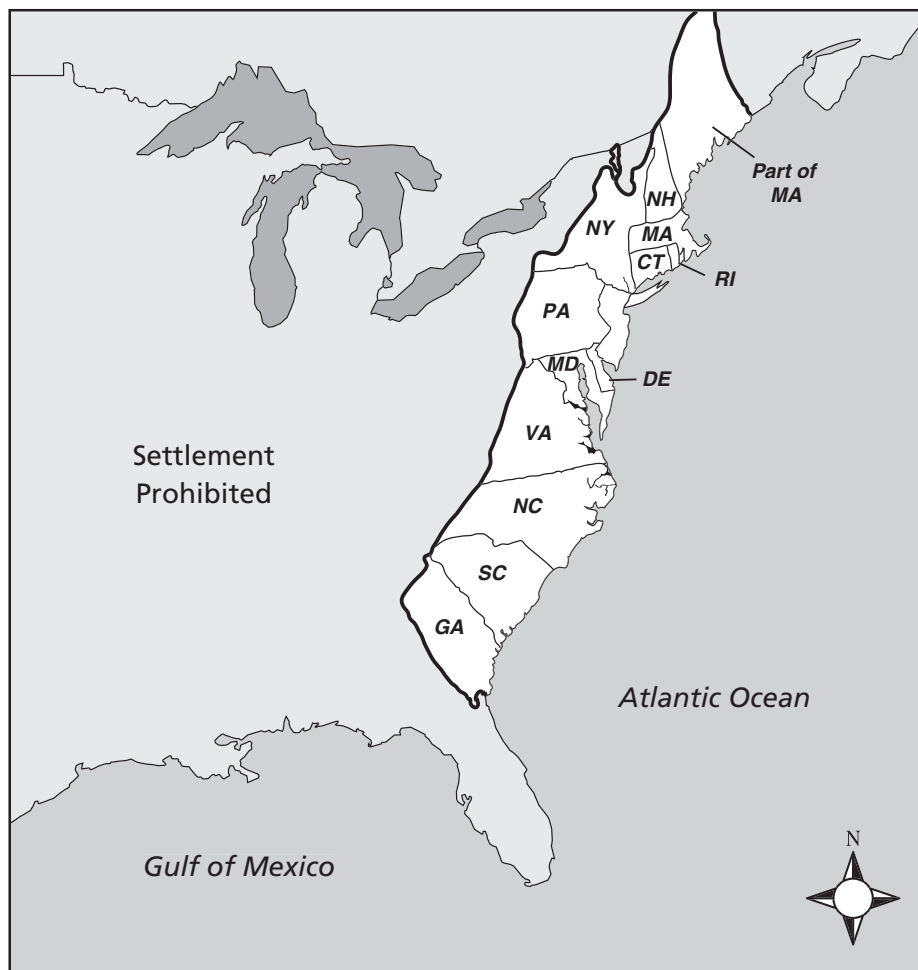 Part of
MA
NH
NY
MA
CT
RI
PA
MD
DE
VA
Settlement
Prohibited
NC
SC
GA
Atlantic Ocean
N
Gulf of Mexico